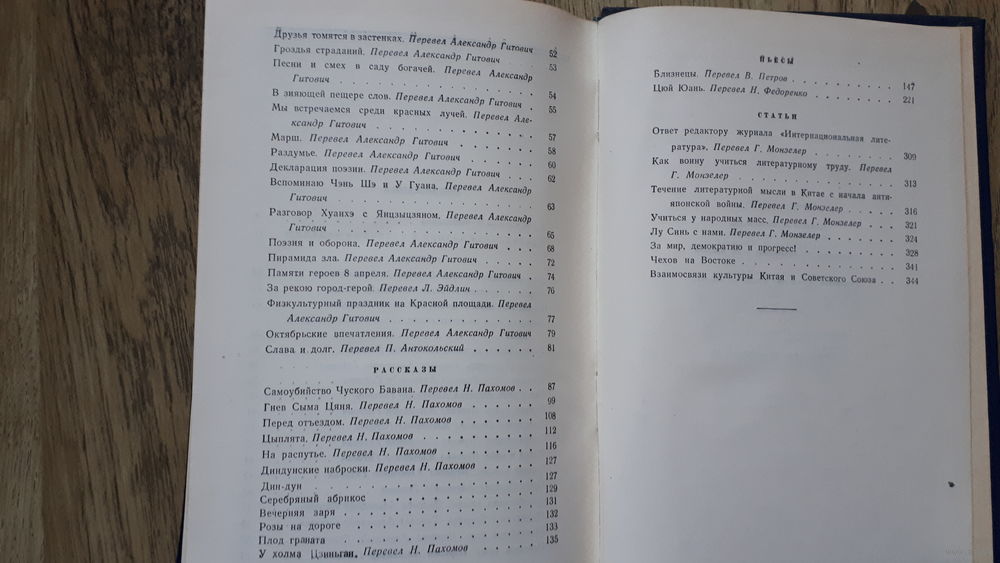 Друзья томятся в застенках. Перевел Александр Гитович 52
Гроздья страданий. Перевел Александр Гитович . . . 53
Песни и смех в саду богачей. Перевел Александр
Гитович . . . . . . . . . . . . . 54
В зияющей пещере слов. Перевел Александр Гитович . 55
Мы встречаемся среди красных лучей. Перевел Але-
ксандр Гитович . . . . . . . . . . . 57
Марш. Перевел Александр Гитович . . . . . . 58
Раздумье. Перевел Александр Гитович . . . . . 60
Декларация поэзии. Перевел Александр Гитович . . . 62
Вспоминаю Чэнь Шэ и У Гуана. Перевел Александр
Гитович . . . . . . . . . . . . . 63
Разговор Хуанхэ с Янцзыцзяном. Перевел Александр
Гитович . . . . . . . . . . . . . 65
Поэзия и оборона. Перевел Александр Гитович . . . 68
Пирамида зла. Перевел Александр Гитович . . . . 72
Памяти героев 8 апреля. Перевел Александр Гитович . 74
За рекою город-герой. Перевел Л. Эйдлин . . . . . 76
Физкультурный праздник на Красной площади. Перевел
Александр Гитович . . . . . . . . . . 77
Октябрьские впечатления. Перевел Александр Гитович 79
Слава и долг. Перевел П. Антокольский . . . . . . 81
РАССКАЗЫ
Самоубийство Чуского Бавана. Перевел Н. Пахомов . . 87
Гнев Сыма Цяня. Перевел Н. Пахомов . . . . . . 99
Перед отъездом. Перевел Н. Пахомов . . . . . . 108
Цыплята. Перевел Н. Пахомов . . . . . . . . 112
На распутье. Перевел Н. Пахомов . . . . . . . 116
Диндунские наброски. Перевел Н. Пахомов . . . . 127
Дин-дун . . . . . . . . . . . . . 127
Серебряный абрикос . . . . . . . . . . 129
Вечерняя заря . . . . . . . . . . . . 131
Розы на дороге . . . . . . . . . . . 132
Плод граната . . . . . . . . . . . . 133
У холма Цзиньган. Перевел Н. Пахомов . . . . . 135
ПЬЕСЫ
Близнецы. Перевел В. Петров . . . . . . . . 147
Цюй Юань. Перевел Н. Федоренко . . . . . . . 221
СТАТЬИ
Ответ редактору журнала «Интернациональная лите-
ратура». Перевел Г. Монзелер . . . . . . . 309
Как воину учиться литературному труду. Перевел
Г. Монзелер . . . . . . . . . . . . 313
Течение литературной мысли в Китае с начала анти-
японской войны. Перевел Г. Монзелер . . . . 316
Учиться у народных масс. Перевел Г. Монзелер . . . 321
Лу Синь с нами. Перевел Г. Монзелер . . . . . . 324
За мир, демократию и прогресс! . . . . . . . . 328
Чехов на Востоке . . . . . . . . . . . . 341
Взаимосвязи культуры Китая и Советского Союза . . 344